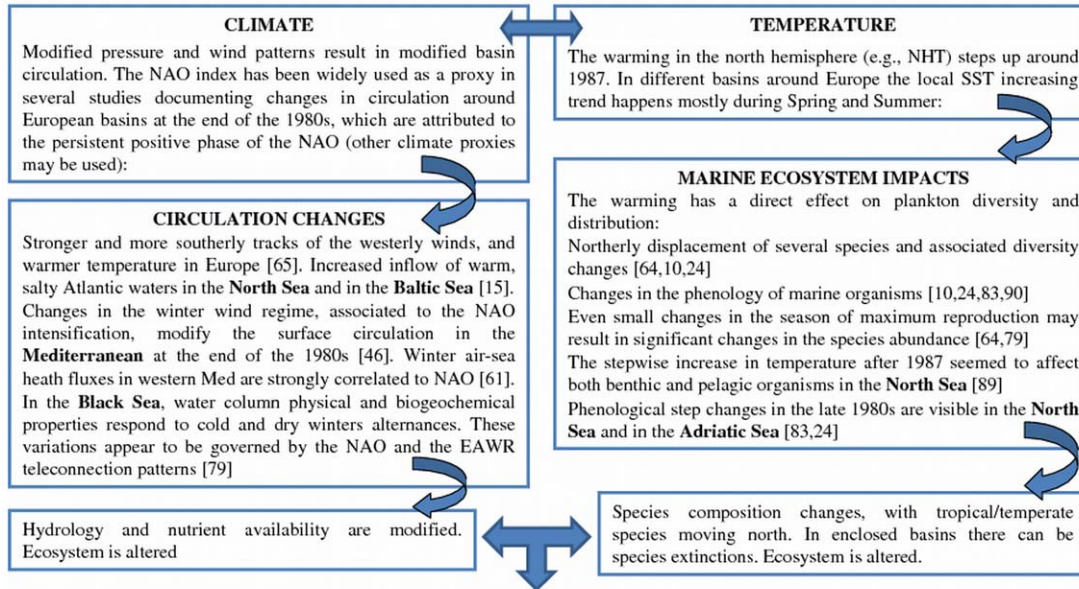 CLIMATE
Modified pressure and wind patterns result in modified basin
circulation. The NAO index has been widely used as a proxy in
several studies documenting changes in circulation around
European basins at the end of the 1980s, which are attributed to
the persistent positive phase of the NAO (other climate proxies
may be used):
CIRCULATION CHANGES
Stronger and more southerly tracks of the westerly winds, and
warmer temperature in Europe [65]. Increased inflow of warm,
salty Atlantic waters in the North Sea and in the Baltic Sea [15].
Changes in the winter wind regime, associated to the NAO
intensification, modify the surface circulation in the
Mediterranean at the end of the 1980s [46]. Winter air-sea
heath fluxes in western Med are strongly correlated to NAO [61].
In the Black Sea, water column physical and biogeochemical
properties respond to cold and dry winters alternances. These
variations appear to be governed by the NAO and the EAWR
teleconnection patterns [79]
Hydrology and nutrient availability are modified.
Ecosystem is altered
TEMPERATURE
The warming in the north hemisphere (e.g., NHT) steps up around
1987. In different basins around Europe the local SST increasing
trend happens mostly during Spring and Summer:
MARINE ECOSYSTEM IMPACTS
The warming has a direct effect on plankton diversity and
distribution:
Northerly displacement of several species and associated diversity
changes [64,10,24]
Changes in the phenology of marine organisms [10,24,83,90]
Even small changes in the season of maximum reproduction may
result in significant changes in the species abundance [64,79]
The stepwise increase in temperature after 1987 seemed to affect
both benthic and pelagic organisms in the North Sea [89]
Phenological step changes in the late 1980s are visible in the North
Sea and in the Adriatic Sea [83,24]
Species composition changes, with tropical/temperate
species moving north. In enclosed basins there can be
species extinctions. Ecosystem is altered.